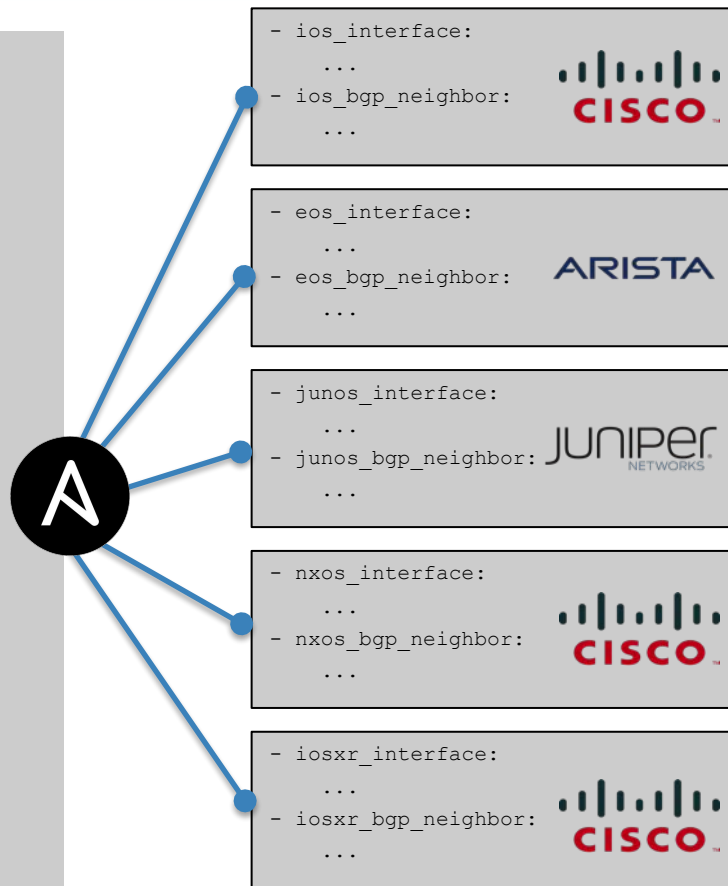 - ios_interface:
...
- ios_bgp_neighbor:
...
CISCO
- eos_interface:
...
- eos_bgp_neighbor:
...
ARISTA
- junos_interface:
...
- junos_bgp_neighbor:
...
JUNIPER
NETWORKS
- nxos_interface:
...
- nxos_bgp_neighbor:
...
CISCO
- iosxr_interface:
...
- iosxr_bgp_neighbor:
...
CISCO